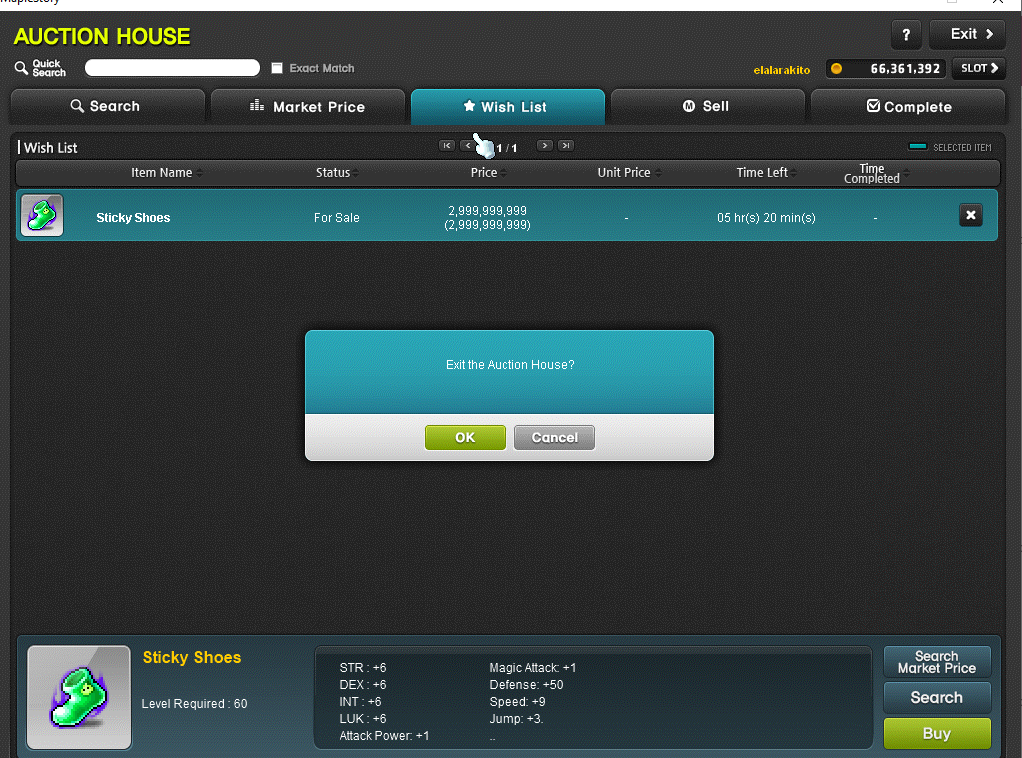 MapleStory
AUCTION HOUSE
?
Exit
Quick
Search
Exact Match
elalarakito
66,361,392
SLOT
Search
Market Price
Wish List
Sell
Complete
Wish List
1 / 1
SELECTED ITEM
Item Name
Status
Price
Unit Price
Time Left
Time
Completed
Sticky Shoes
For Sale
2,999,999,999
(2,999,999,999)
-
05 hr(s) 20 min(s)
-
Exit the Auction House?
OK
Cancel
Sticky Shoes
Level Required : 60
STR : +6
DEX : +6
INT : +6
LUK : +6
Attack Power: +1
Magic Attack: +1
Defense: +50
Speed: +9
Jump: +3.
..
Search
Market Price
Search
Buy